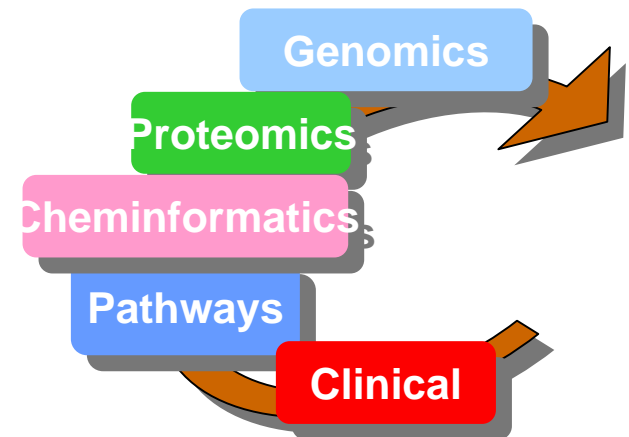 Genomics
Proteomics
Cheminformatics
Pathways
Clinical